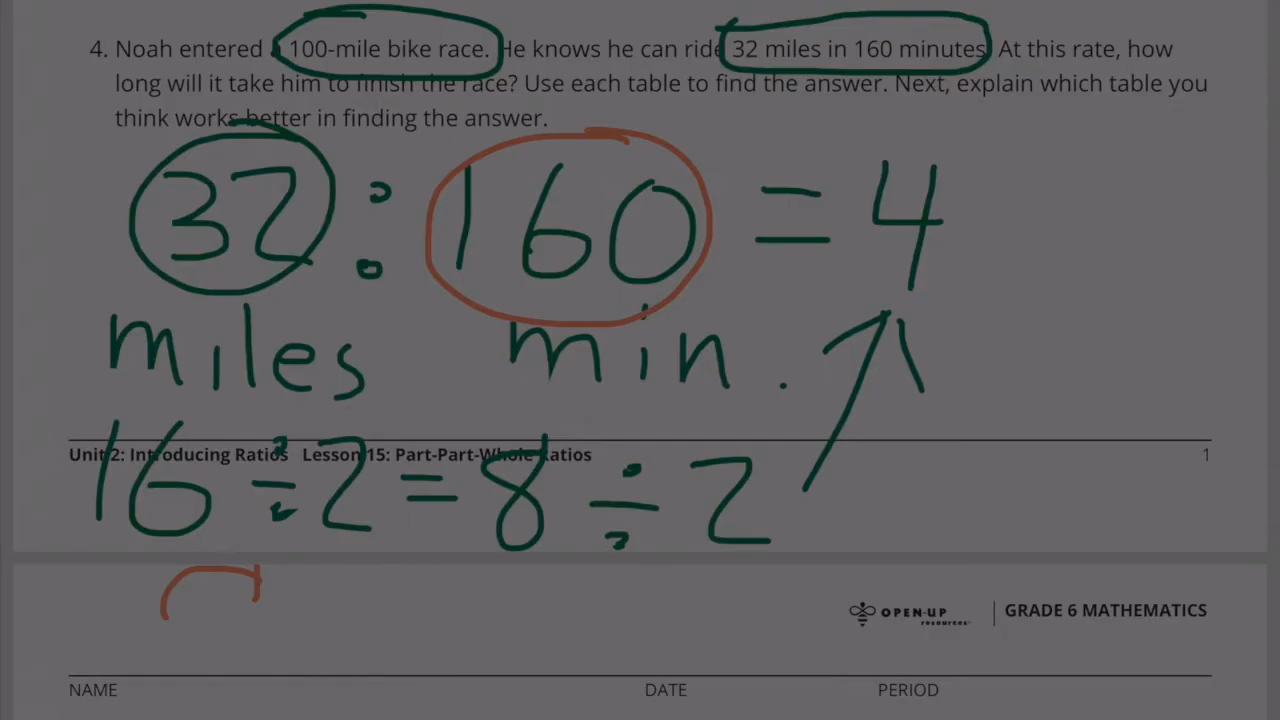 4. Noah entered a 100-mile bike race. He knows he can ride 32 miles in 160 minutes. At this rate, how
long will it take him to finish the race? Use each table to find the answer. Next, explain which table you
think works better in finding the answer.
32 : 160 = 4
miles min.
Unit 2: Introducing Ratios Lesson 15: Part-Part-Whole Ratios 1
16 ÷ 2 = 8 ÷ 2
OPEN-UP resources GRADE 6 MATHEMATICS
NAME DATE PERIOD